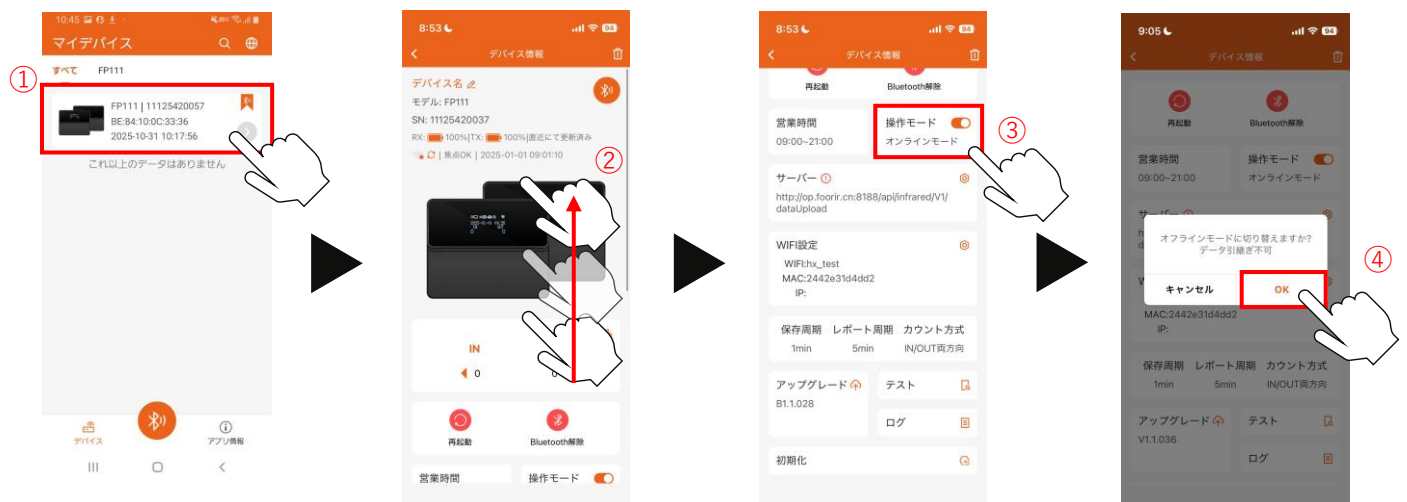 10:45
マイデバイス
すべて FP111
①
FP111 | 11125420057
BE:84:10:0C:33:36
2025-10-31 10:17:56
これ以上のデータはありません
デバイス
アプリ情報
8:53
94
デバイス情報
デバイス名
モデル: FP111
SN: 11125420037
RX: 100%|TX: 100%|直近にて更新済み
| 焦点OK | 2025-01-01 09:01:10
②
IN
0
再起動
Bluetooth解除
営業時間
操作モード
8:53
94
デバイス情報
再起動
Bluetooth解除
営業時間
09:00~21:00
操作モード
オンラインモード
③
サーバー
http://op.foorir.cn:8188/api/infrared/V1/
dataUpload
WIFI設定
WIFI:hx_test
MAC:2442e31d4dd2
IP:
保存周期 レポート周期 カウント方式
1min 5min IN/OUT両方向
アップグレード
B1.1.028
テスト
ログ
初期化
9:05
94
デバイス情報
再起動
Bluetooth解除
営業時間
09:00~21:00
操作モード
オンラインモード
オフラインモードに切り替えますか?
データ引継ぎ不可
キャンセル
OK
④
MAC:2442e31d4dd2
IP:
保存周期 レポート周期 カウント方式
1min 5min IN/OUT両方向
アップグレード
V1.1.036
テスト
ログ